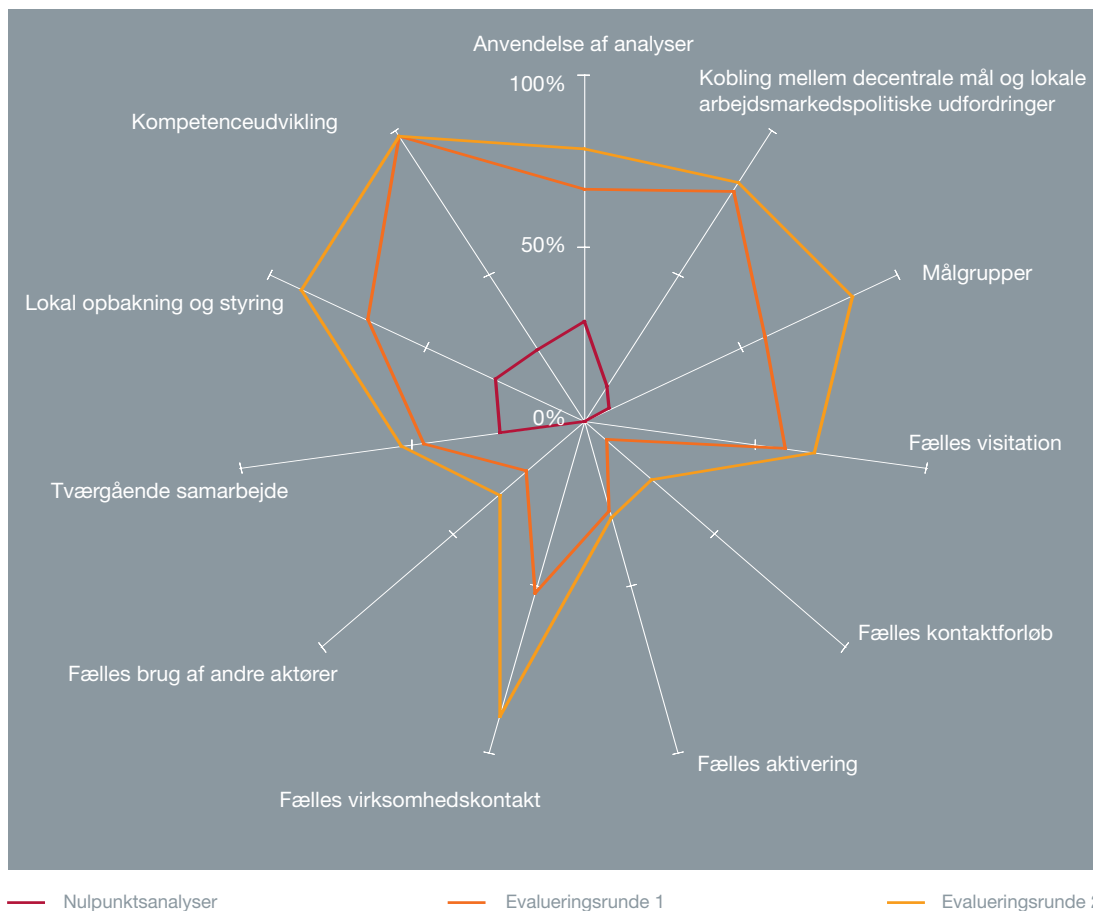 Anvendelse af analyser
100%
Kobling mellem decentrale mål og lokale
arbejdsmarkedspolitiske udfordringer
Kompetenceudvikling
50%
Målgrupper
Lokal opbakning og styring
0%
Fælles visitation
Tværgående samarbejde
Fælles kontaktforløb
Fælles brug af andre aktører
Fælles aktivering
Fælles virksomhedskontakt
Nulpunktsanalyser
Evalueringsrunde 1
Evalueringsrunde 2